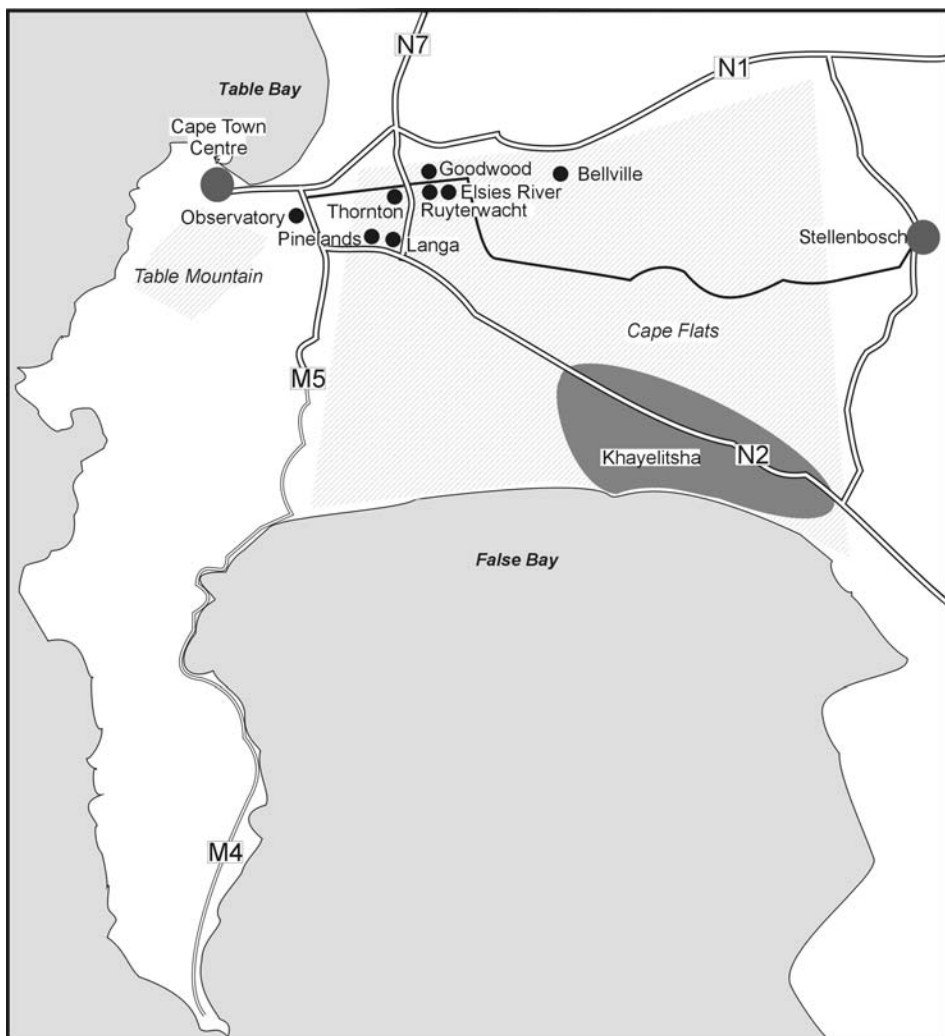 N7
N1
Table Bay
Cape Town
Centre
Goodwood
Bellville
Elsies River
Thornton
Ruyterwacht
Observatory
Pinelands
Langa
Stellenbosch
Table Mountain
Cape Flats
M5
Khayelitsha
N2
False Bay
M4